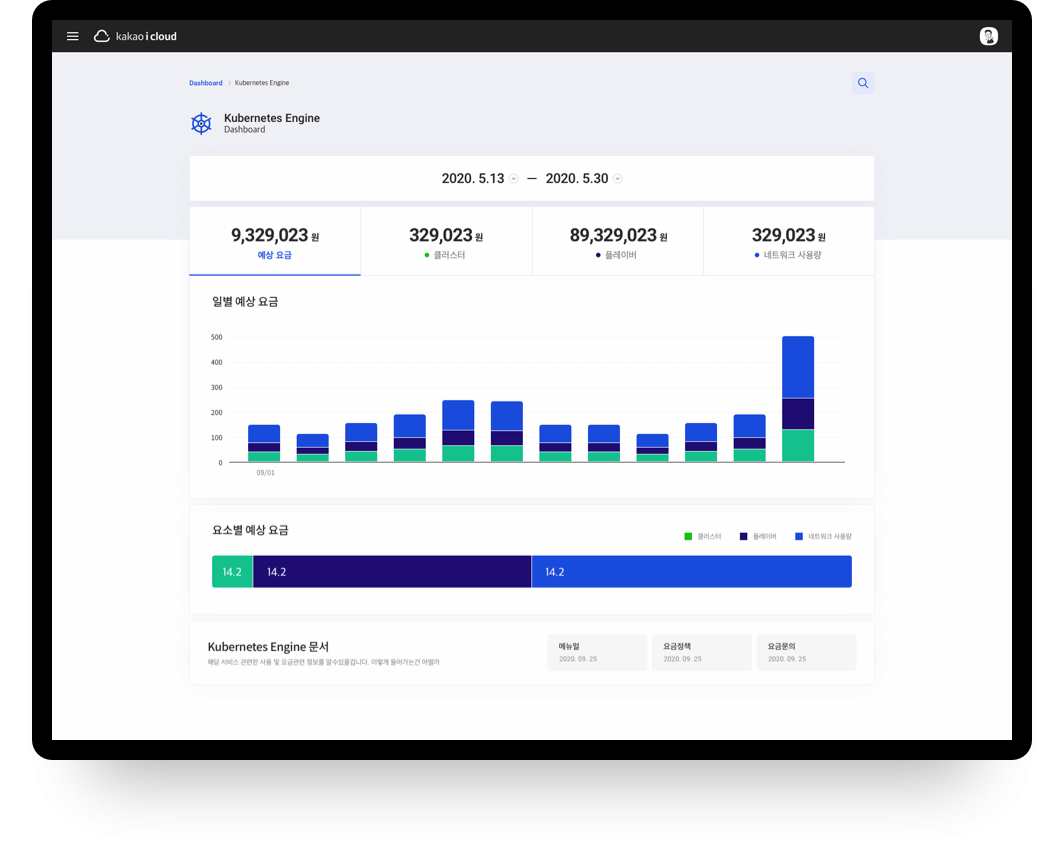 kakao i cloud
Dashboard > Kubernetes Engine
Kubernetes Engine
Dashboard
2020. 5.13 — 2020. 5.30
9,329,023 원
예상 요금
329,023 원
클러스터
89,329,023 원
플레이버
329,023 원
네트워크 사용량
일별 예상 요금
500
400
300
200
100
0
09/01
요소별 예상 요금
클러스터 플레이버 네트워크 사용량
14.2 14.2 14.2
Kubernetes Engine 문서
해당 서비스 관련한 사용 및 요금관련 정보를 알수있을겁니다. 이렇게 들어가는건 어떨까
메뉴얼
2020. 09. 25
요금정책
2020. 09. 25
요금문의
2020. 09. 25